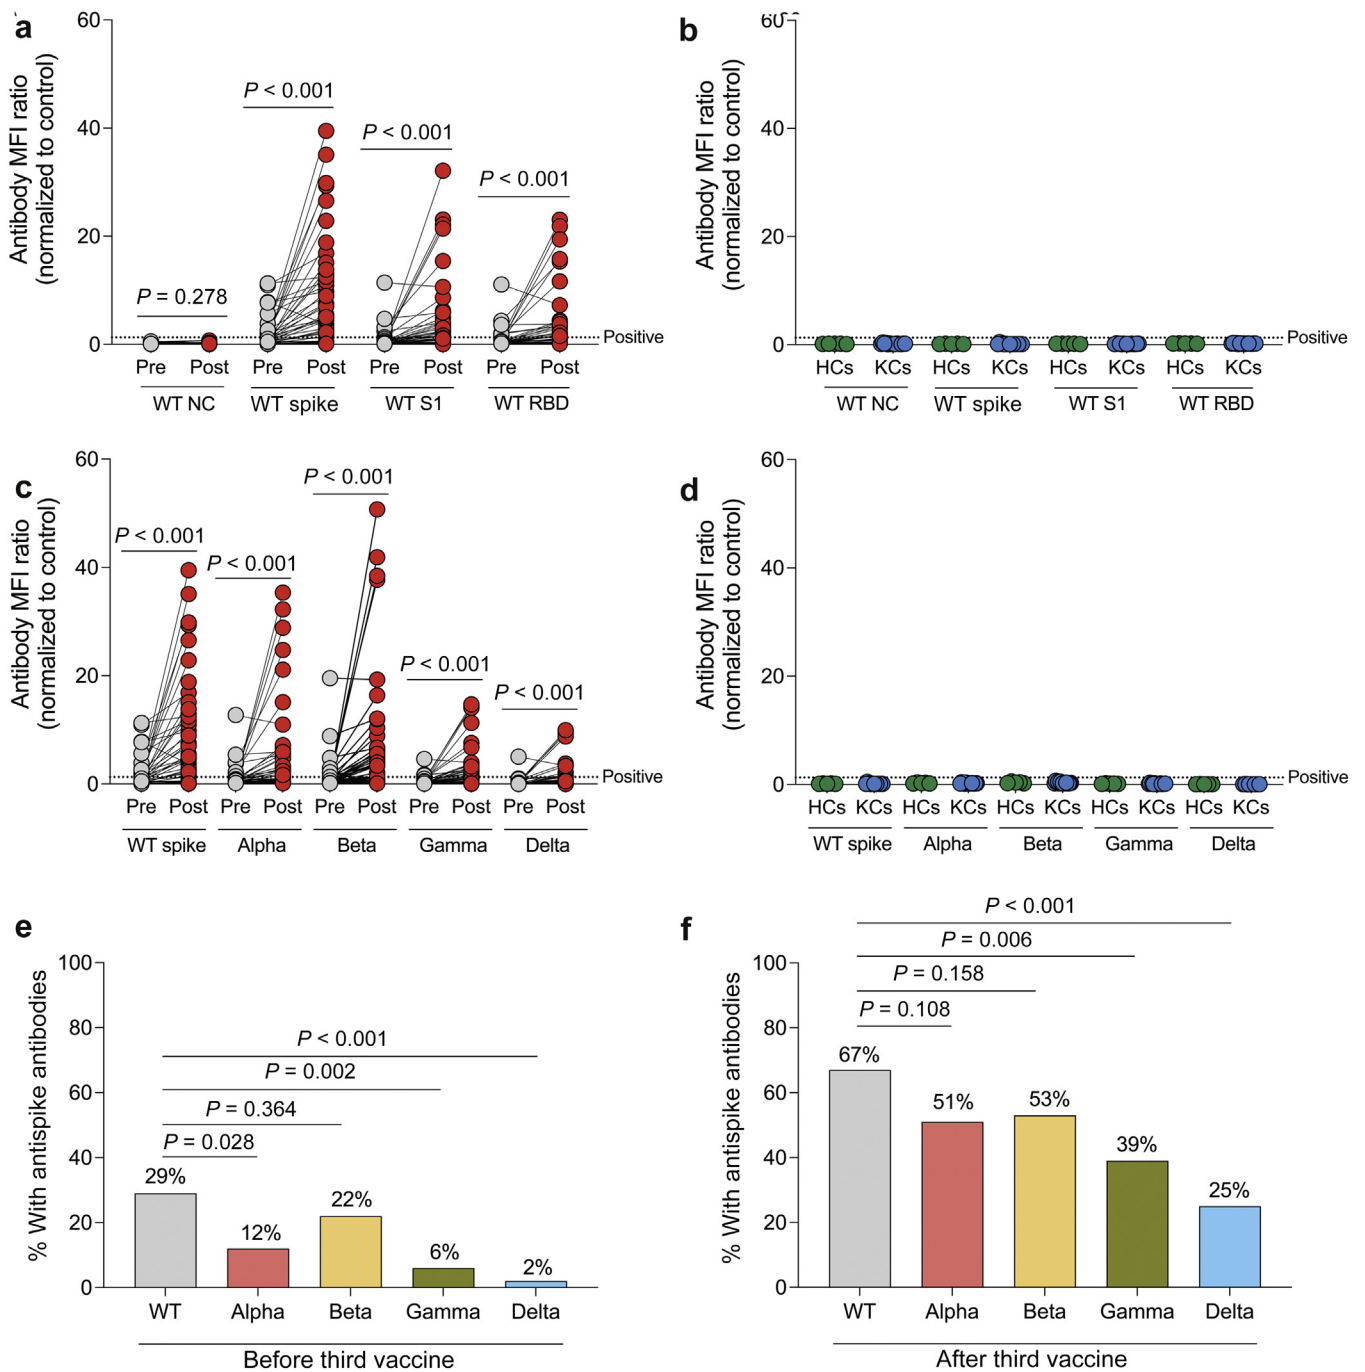 a
60
40
20
0
Antibody MFI ratio
(normalized to control)
P = 0.278
P < 0.001
P < 0.001
P < 0.001
Positive
Pre Post Pre Post Pre Post Pre Post
WT NC WT spike WT S1 WT RBD
b
40
20
0
Antibody MFI ratio
(normalized to control)
Positive
HCs KCs HCs KCs HCs KCs HCs KCs
WT NC WT spike WT S1 WT RBD
c
60
40
20
0
Antibody MFI ratio
(normalized to control)
P < 0.001
P < 0.001
P < 0.001
P < 0.001
P < 0.001
Positive
Pre Post Pre Post Pre Post Pre Post Pre Post
WT spike Alpha Beta Gamma Delta
d
60
40
20
0
Antibody MFI ratio
(normalized to control)
Positive
HCs KCs HCs KCs HCs KCs HCs KCs HCs KCs
WT spike Alpha Beta Gamma Delta
e
100
80
60
40
20
0
% With antispike antibodies
P < 0.001
P = 0.002
P = 0.364
P = 0.028
29%
12%
22%
6%
2%
WT Alpha Beta Gamma Delta
Before third vaccine
f
100
80
60
40
20
0
% With antispike antibodies
P < 0.001
P = 0.006
P = 0.158
P = 0.108
67%
51%
53%
39%
25%
WT Alpha Beta Gamma Delta
After third vaccine